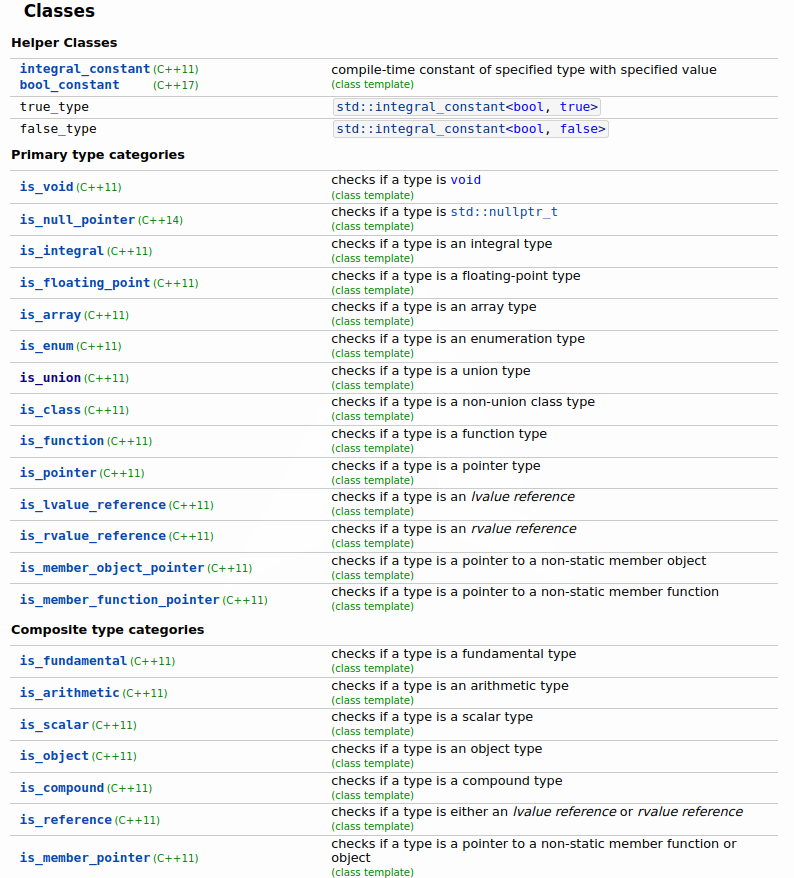 Classes
Helper Classes
integral_constant (C++11)
bool_constant (C++17)
compile-time constant of specified type with specified value
(class template)
true_type std::integral_constant<bool, true>
false_type std::integral_constant<bool, false>
Primary type categories
is_void (C++11)
checks if a type is void
(class template)
is_null_pointer (C++14)
checks if a type is std::nullptr_t
(class template)
is_integral (C++11)
checks if a type is an integral type
(class template)
is_floating_point (C++11)
checks if a type is a floating-point type
(class template)
is_array (C++11)
checks if a type is an array type
(class template)
is_enum (C++11)
checks if a type is an enumeration type
(class template)
is_union (C++11)
checks if a type is a union type
(class template)
is_class (C++11)
checks if a type is a non-union class type
(class template)
is_function (C++11)
checks if a type is a function type
(class template)
is_pointer (C++11)
checks if a type is a pointer type
(class template)
is_lvalue_reference (C++11)
checks if a type is an lvalue reference
(class template)
is_rvalue_reference (C++11)
checks if a type is an rvalue reference
(class template)
is_member_object_pointer (C++11)
checks if a type is a pointer to a non-static member object
(class template)
is_member_function_pointer (C++11)
checks if a type is a pointer to a non-static member function
(class template)
Composite type categories
is_fundamental (C++11)
checks if a type is a fundamental type
(class template)
is_arithmetic (C++11)
checks if a type is an arithmetic type
(class template)
is_scalar (C++11)
checks if a type is a scalar type
(class template)
is_object (C++11)
checks if a type is an object type
(class template)
is_compound (C++11)
checks if a type is a compound type
(class template)
is_reference (C++11)
checks if a type is either an lvalue reference or rvalue reference
(class template)
is_member_pointer (C++11)
checks if a type is a pointer to a non-static member function or
object
(class template)